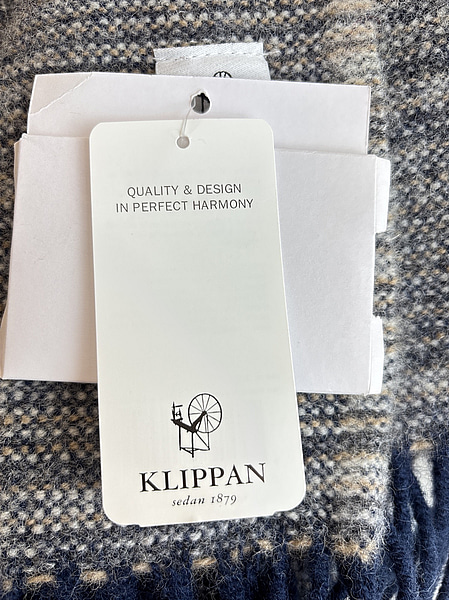 QUALITY & DESIGN
IN PERFECT HARMONY
KLIPPAN
sedan 1879